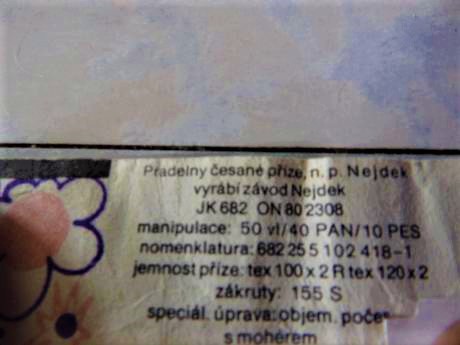 Přadelny česané příze, n. p. Nejdek
vyrábí závod Nejdek
JK 682 ON 80 2308
manipulace: 50 vl/40 PAN/10 PES
nomenklatura: 682 25 5 102 418-1
jemnost příze: tex 100 x 2 R tex 120 x 2
zákruty: 155 S
speciál. úprava: objem. počes
s mohérem